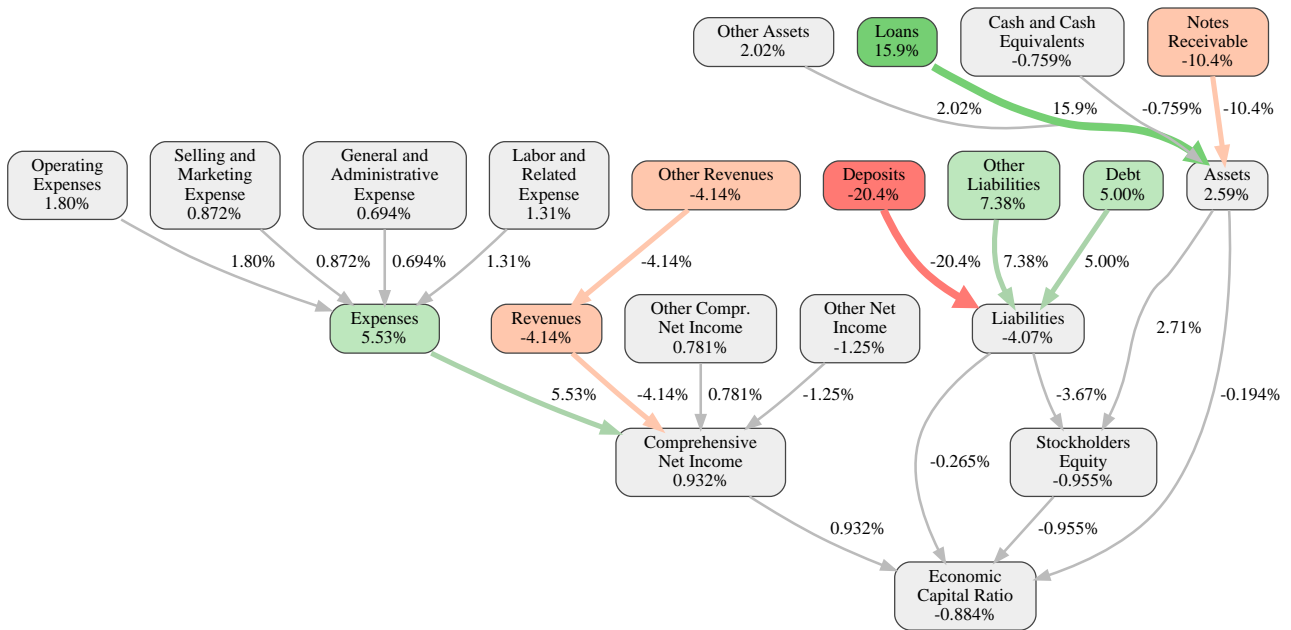 Other Assets
2.02%
Loans
15.9%
Cash and Cash
Equivalents
-0.759%
Notes
Receivable
-10.4%
2.02%
15.9%
-0.759%
-10.4%
Operating
Expenses
1.80%
Selling and
Marketing
Expense
0.872%
General and
Administrative
Expense
0.694%
Labor and
Related
Expense
1.31%
Other Revenues
-4.14%
Deposits
-20.4%
Other
Liabilities
7.38%
Debt
5.00%
Assets
2.59%
1.80%
0.872%
0.694%
1.31%
-4.14%
-20.4%
7.38%
5.00%
Expenses
5.53%
Revenues
-4.14%
Other Compr.
Net Income
0.781%
Other Net
Income
-1.25%
Liabilities
-4.07%
2.71%
5.53%
-4.14%
0.781%
-1.25%
-3.67%
-0.194%
Comprehensive
Net Income
0.932%
-0.265%
Stockholders
Equity
-0.955%
0.932%
-0.955%
Economic
Capital Ratio
-0.884%